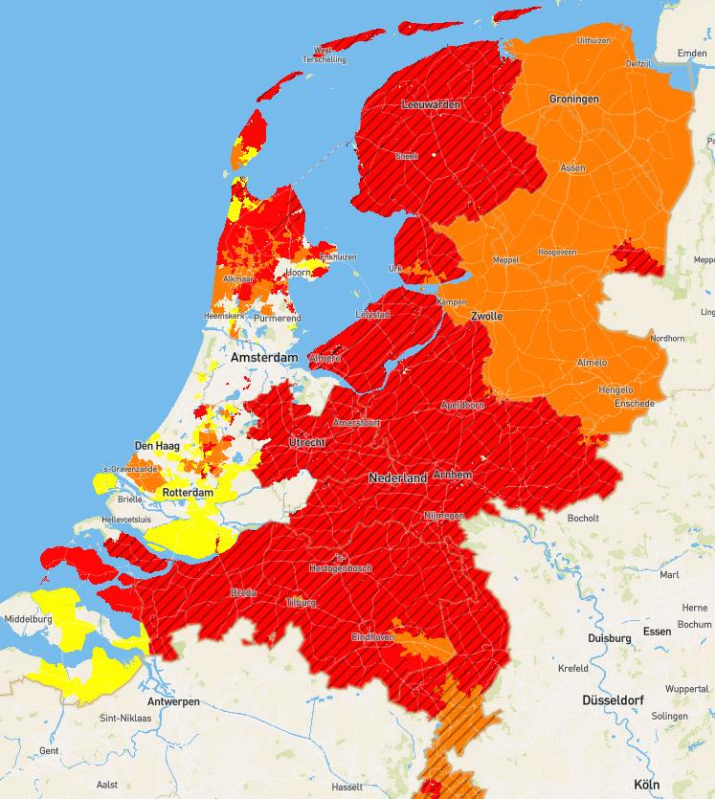 Uithuizen
Emden
Delfzijl
West
Terschelling
Groningen
Leeuwarden
Sneek
Assen
Enkhuizen
Hoorn
Alkmaar
Urk
Meppel
Hoogeveen
Kampen
Zwolle
Heemskerk
Purmerend
Lelystad
Nordhorn
Amsterdam
Almere
Almelo
Hengelo
Enschede
Apeldoorn
Amersfoort
Utrecht
Den Haag
's-Gravenzande
Nederland
Arnhem
Rotterdam
Brielle
Hellevoetsluis
Nijmegen
Bocholt
's-
Hertogenbosch
Marl
Breda
Tilburg
Herne
Middelburg
Eindhoven
Bochum
Essen
Duisburg
Krefeld
Antwerpen
Wuppertal
Düsseldorf
Sint-Niklaas
Solingen
Gent
Aalst
Hasselt
Köln